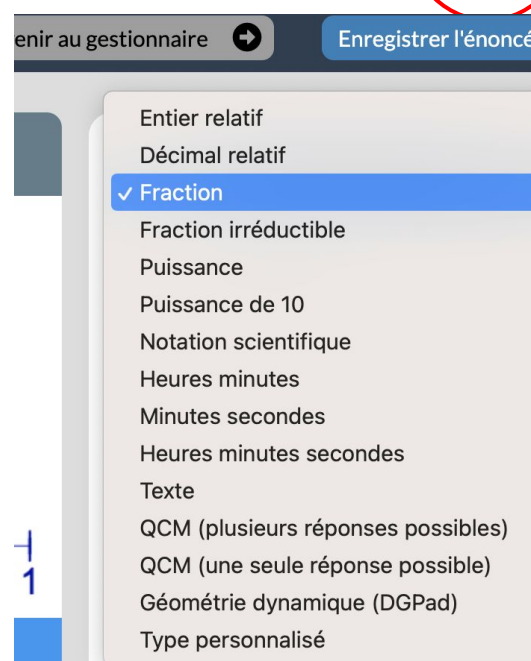 enir au gestionnaire
Enregistrer l'énoncé
Entier relatif
Décimal relatif
✓ Fraction
Fraction irréductible
Puissance
Puissance de 10
Notation scientifique
Heures minutes
Minutes secondes
Heures minutes secondes
Texte
QCM (plusieurs réponses possibles)
QCM (une seule réponse possible)
1
Géométrie dynamique (DGPad)
Type personnalisé